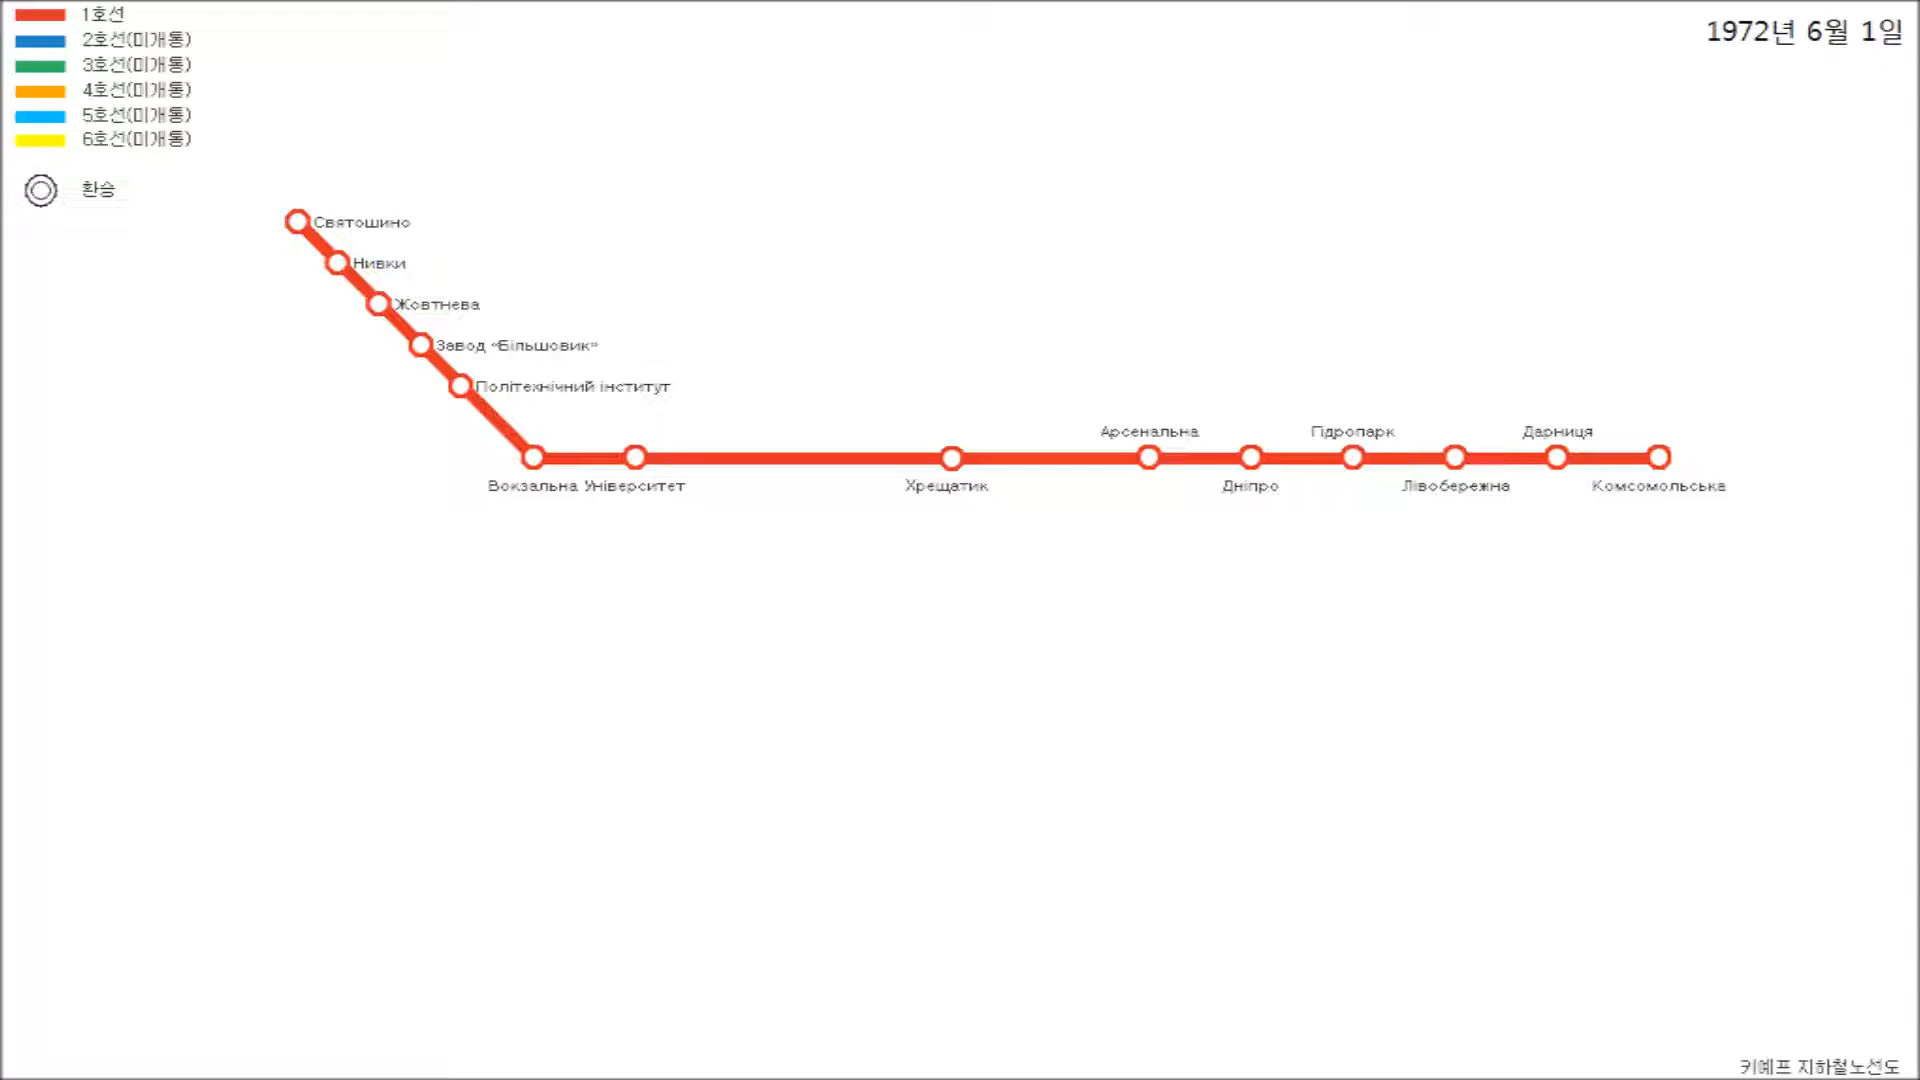 1호선
1972년 6월 1일
2호선(미개통)
3호선(미개통)
4호선(미개통)
5호선(미개통)
6호선(미개통)
환승
Святошино
Нивки
Жовтнева
Завод «Більшовик»
Політехнічний інститут
Арсенальна Гідропарк Дарниця
Вокзальна Університет Хрещатик Дніпро Лівобережна Комсомольська
키예프 지하철노선도